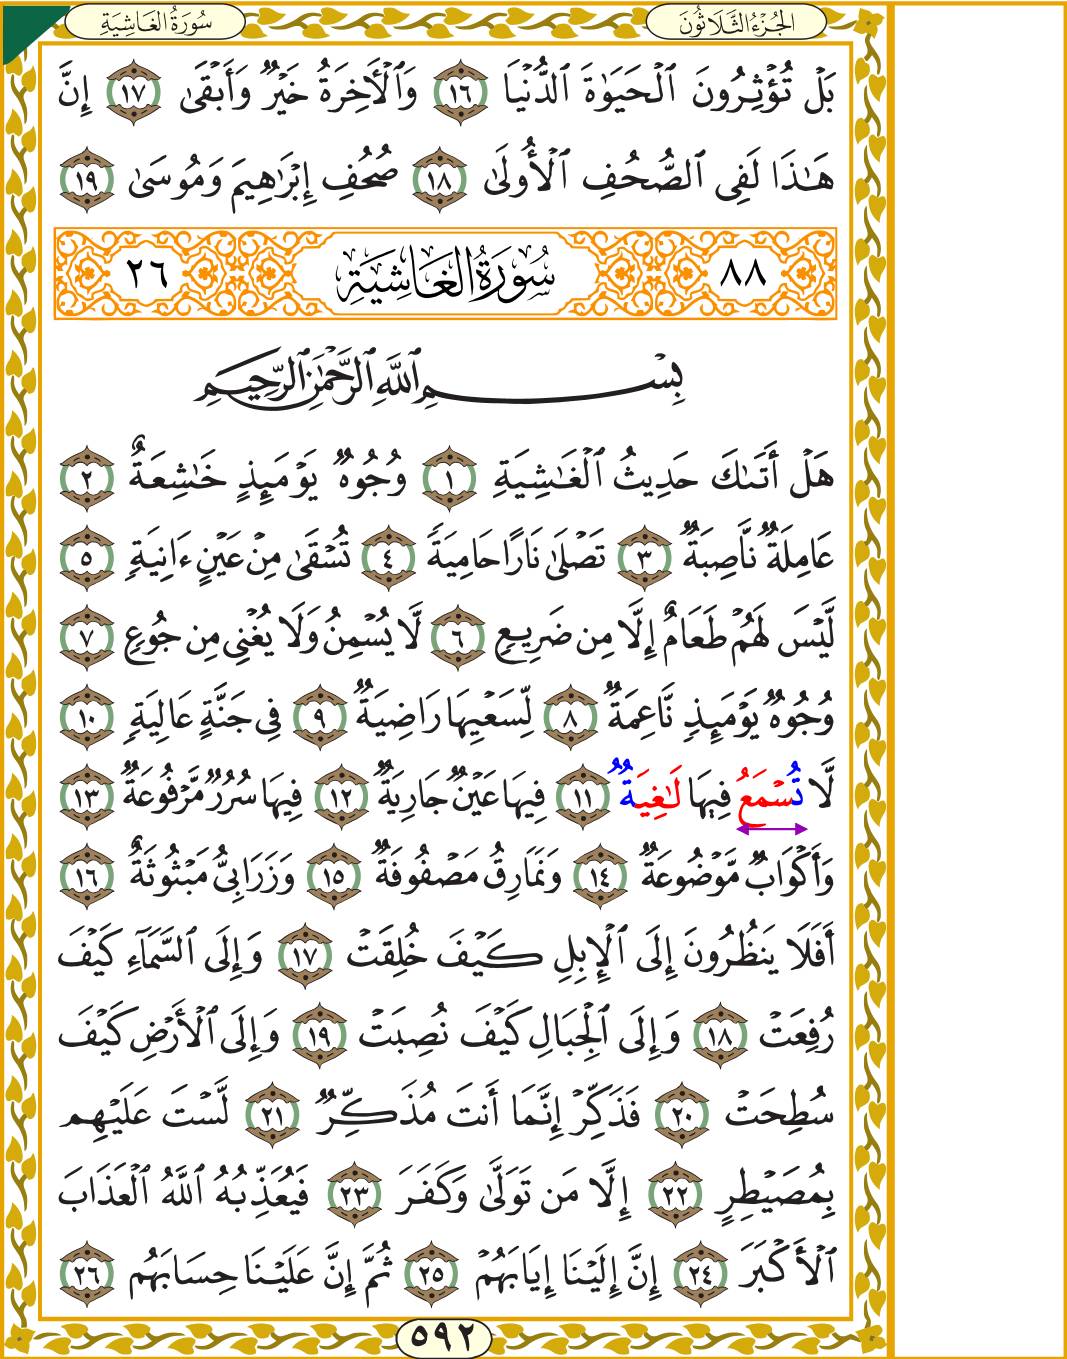 سُورَةُ الغَاشِيَةِ الجُزْءُ الثَّلَاثُونَ
بَلْ تُؤْثِرُونَ ٱلْحَيَوٰةَ ٱلدُّنْيَا ١٦ وَٱلْأَخِرَةُ خَيْرٌ وَأَبْقَىٰ ١٧ إِنَّ
هَـٰذَا لَفِى ٱلصُّحُفِ ٱلْأُولَىٰ ١٨ صُحُفِ إِبْرَٰهِيمَ وَمُوسَىٰ ١٩
٨٨ سُورَةُ الغَاشِيَةِ ٢٦
بِسْمِ ٱللَّهِ ٱلرَّحْمَٰنِ ٱلرَّحِيمِ
هَلْ أَتَىٰكَ حَدِيثُ ٱلْغَـٰشِيَةِ ١ وُجُوهٌ يَوْمَئِذٍ خَـٰشِعَةٌ ٢
عَامِلَةٌ نَّاصِبَةٌ ٣ تَصْلَىٰ نَارًا حَامِيَةً ٤ تُسْقَىٰ مِنْ عَيْنٍ ءَانِيَةٍ ٥
لَّيْسَ لَهُمْ طَعَامٌ إِلَّا مِن ضَرِيعٍ ٦ لَّا يُسْمِنُ وَلَا يُغْنِى مِن جُوعٍ ٧
وُجُوهٌ يَوْمَئِذٍ نَّاعِمَةٌ ٨ لِّسَعْيِهَا رَاضِيَةٌ ٩ فِى جَنَّةٍ عَالِيَةٍ ١٠
لَّا تُسْمَعُ فِيهَا لَـٰغِيَةٌ ١١ فِيهَا عَيْنٌ جَارِيَةٌ ١٢ فِيهَا سُرُرٌ مَّرْفُوعَةٌ ١٣
وَأَكْوَابٌ مَّوْضُوعَةٌ ١٤ وَنَمَارِقُ مَصْفُوفَةٌ ١٥ وَزَرَابِىُّ مَبْثُوثَةٌ ١٦
أَفَلَا يَنظُرُونَ إِلَى ٱلْإِبِلِ كَيْفَ خُلِقَتْ ١٧ وَإِلَى ٱلسَّمَآءِ كَيْفَ
رُفِعَتْ ١٨ وَإِلَى ٱلْجِبَالِ كَيْفَ نُصِبَتْ ١٩ وَإِلَى ٱلْأَرْضِ كَيْفَ
سُطِحَتْ ٢٠ فَذَكِّرْ إِنَّمَا أَنتَ مُذَكِّرٌ ٢١ لَّسْتَ عَلَيْهِم
بِمُصَيْطِرٍ ٢٢ إِلَّا مَن تَوَلَّىٰ وَكَفَرَ ٢٣ فَيُعَذِّبُهُ ٱللَّهُ ٱلْعَذَابَ
ٱلْأَكْبَرَ ٢٤ إِنَّ إِلَيْنَا إِيَابَهُمْ ٢٥ ثُمَّ إِنَّ عَلَيْنَا حِسَابَهُم ٢٦
٥٩٢